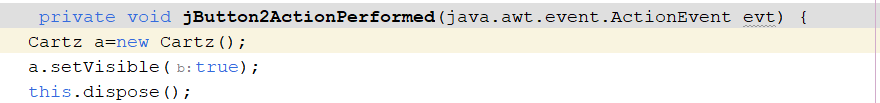 private void jButton2ActionPerformed(java.awt.event.ActionEvent evt) {
Cartz a=new Cartz();
a.setVisible( b: true);
this.dispose();